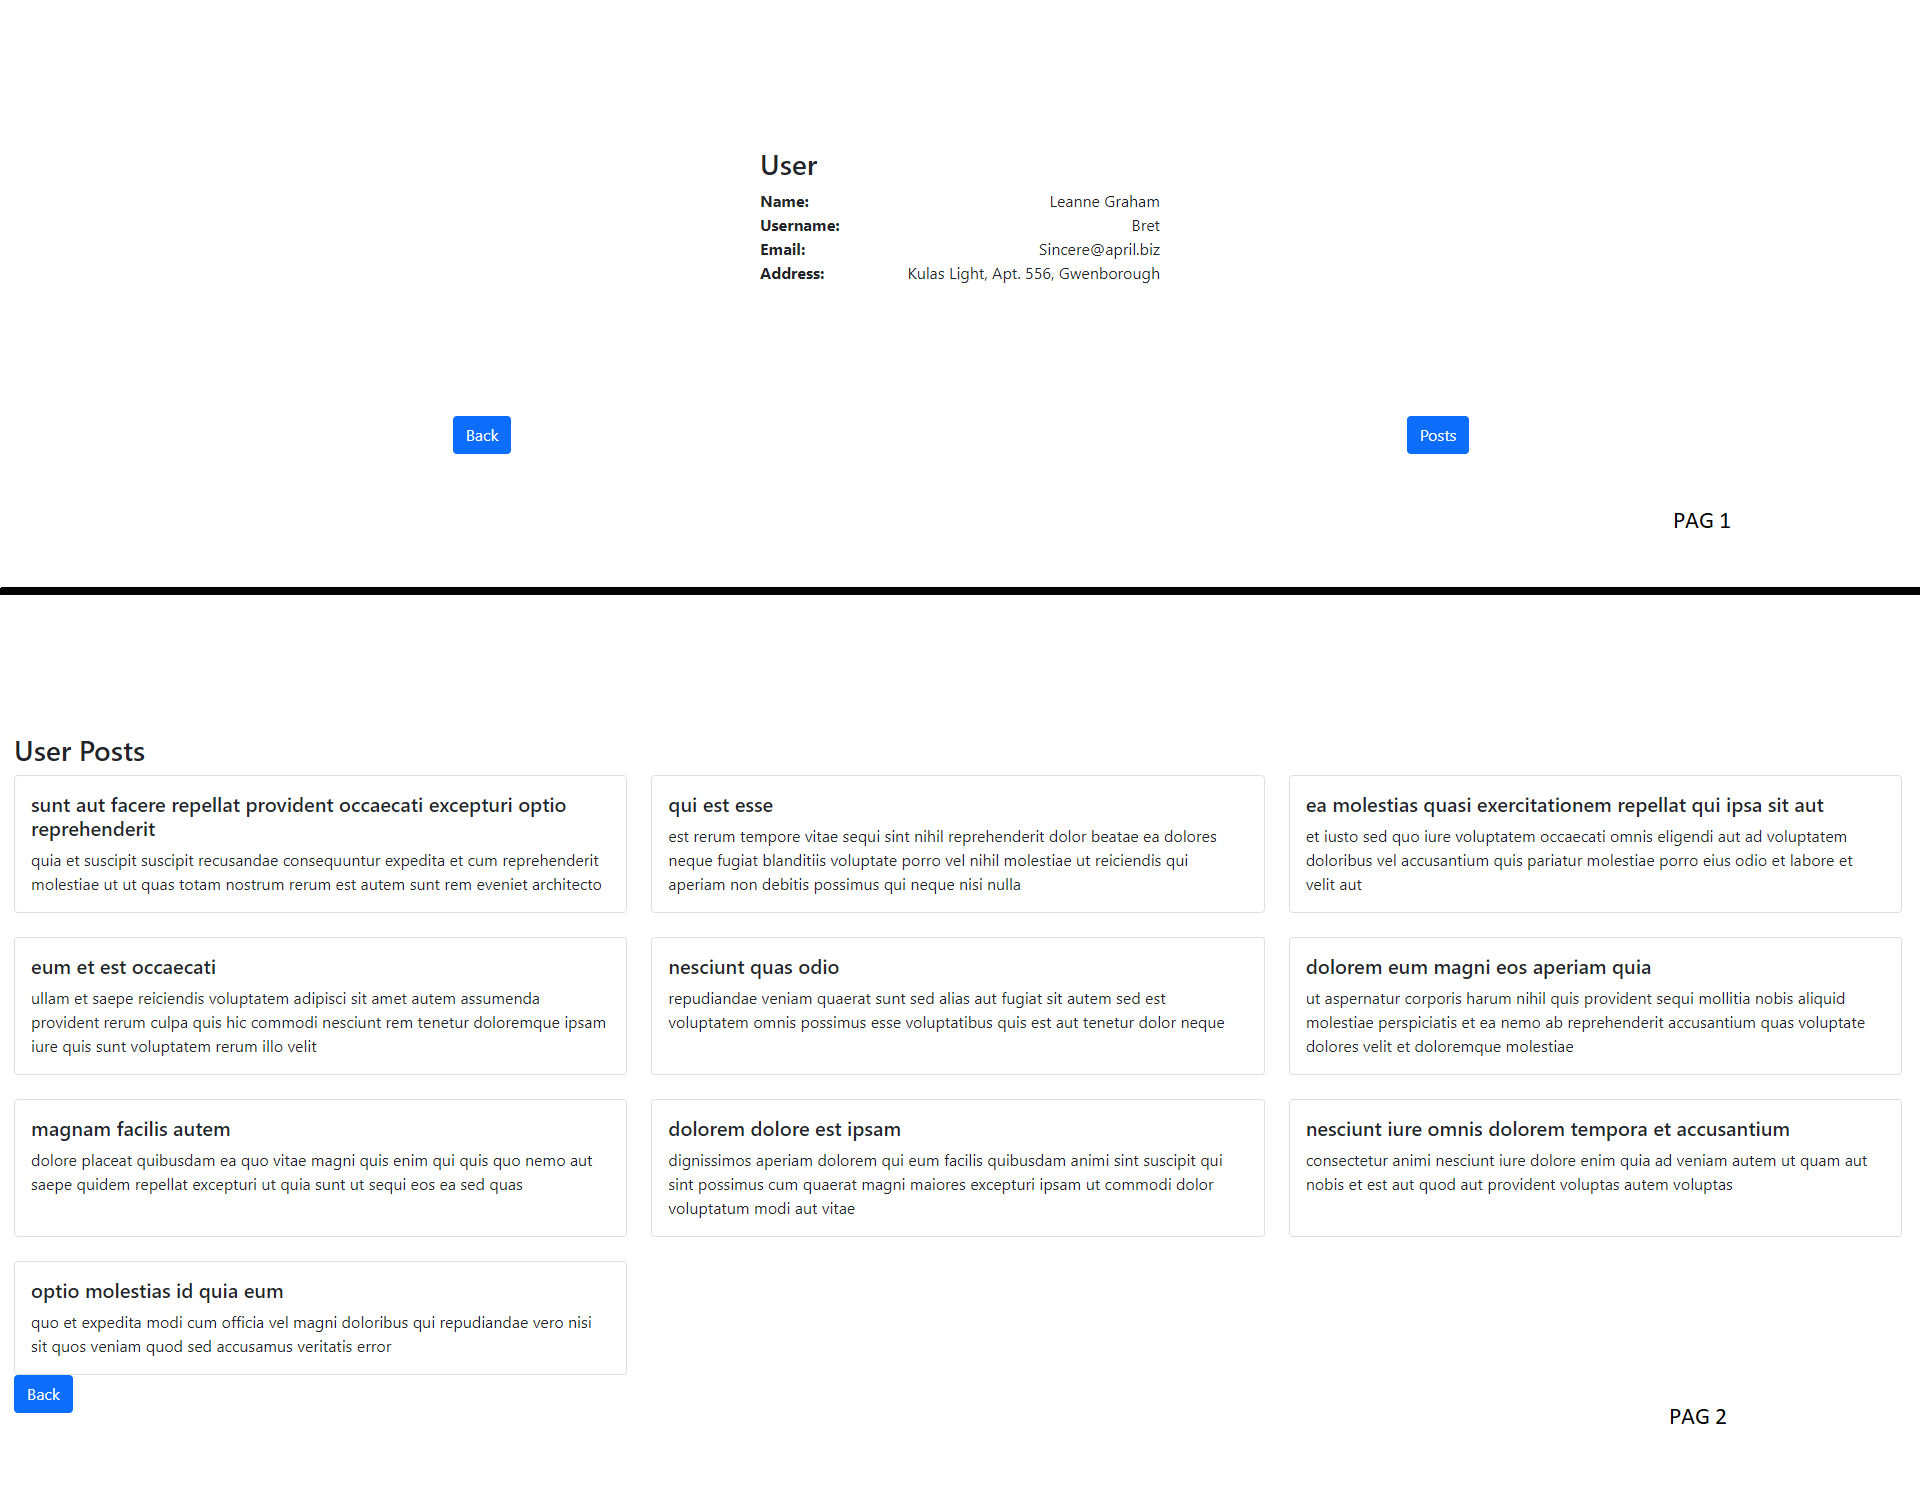 User
Name: Leanne Graham
Username: Bret
Email: Sincere@april.biz
Address: Kulas Light, Apt. 556, Gwenborough
Back
Posts
PAG 1
User Posts
sunt aut facere repellat provident occaecati excepturi optio
reprehenderit
quia et suscipit suscipit recusandae consequuntur expedita et cum reprehenderit
molestiae ut ut quas totam nostrum rerum est autem sunt rem eveniet architecto
qui est esse
est rerum tempore vitae sequi sint nihil reprehenderit dolor beatae ea dolores
neque fugiat blanditiis voluptate porro vel nihil molestiae ut reiciendis qui
aperiam non debitis possimus qui neque nisi nulla
ea molestias quasi exercitationem repellat qui ipsa sit aut
et iusto sed quo iure voluptatem occaecati omnis eligendi aut ad voluptatem
doloribus vel accusantium quis pariatur molestiae porro eius odio et labore et
velit aut
eum et est occaecati
ullam et saepe reiciendis voluptatem adipisci sit amet autem assumenda
provident rerum culpa quis hic commodi nesciunt rem tenetur doloremque ipsam
iure quis sunt voluptatem rerum illo velit
nesciunt quas odio
repudiandae veniam quaerat sunt sed alias aut fugiat sit autem sed est
voluptatem omnis possimus esse voluptatibus quis est aut tenetur dolor neque
dolorem eum magni eos aperiam quia
ut aspernatur corporis harum nihil quis provident sequi mollitia nobis aliquid
molestiae perspiciatis et ea nemo ab reprehenderit accusantium quas voluptate
dolores velit et doloremque molestiae
magnam facilis autem
dolore placeat quibusdam ea quo vitae magni quis enim qui quis quo nemo aut
saepe quidem repellat excepturi ut quia sunt ut sequi eos ea sed quas
dolorem dolore est ipsam
dignissimos aperiam dolorem qui eum facilis quibusdam animi sint suscipit qui
sint possimus cum quaerat magni maiores excepturi ipsam ut commodi dolor
voluptatum modi aut vitae
nesciunt iure omnis dolorem tempora et accusantium
consectetur animi nesciunt iure dolore enim quia ad veniam autem ut quam aut
nobis et est aut quod aut provident voluptas autem voluptas
optio molestias id quia eum
quo et expedita modi cum officia vel magni doloribus qui repudiandae vero nisi
sit quos veniam quod sed accusamus veritatis error
Back
PAG 2